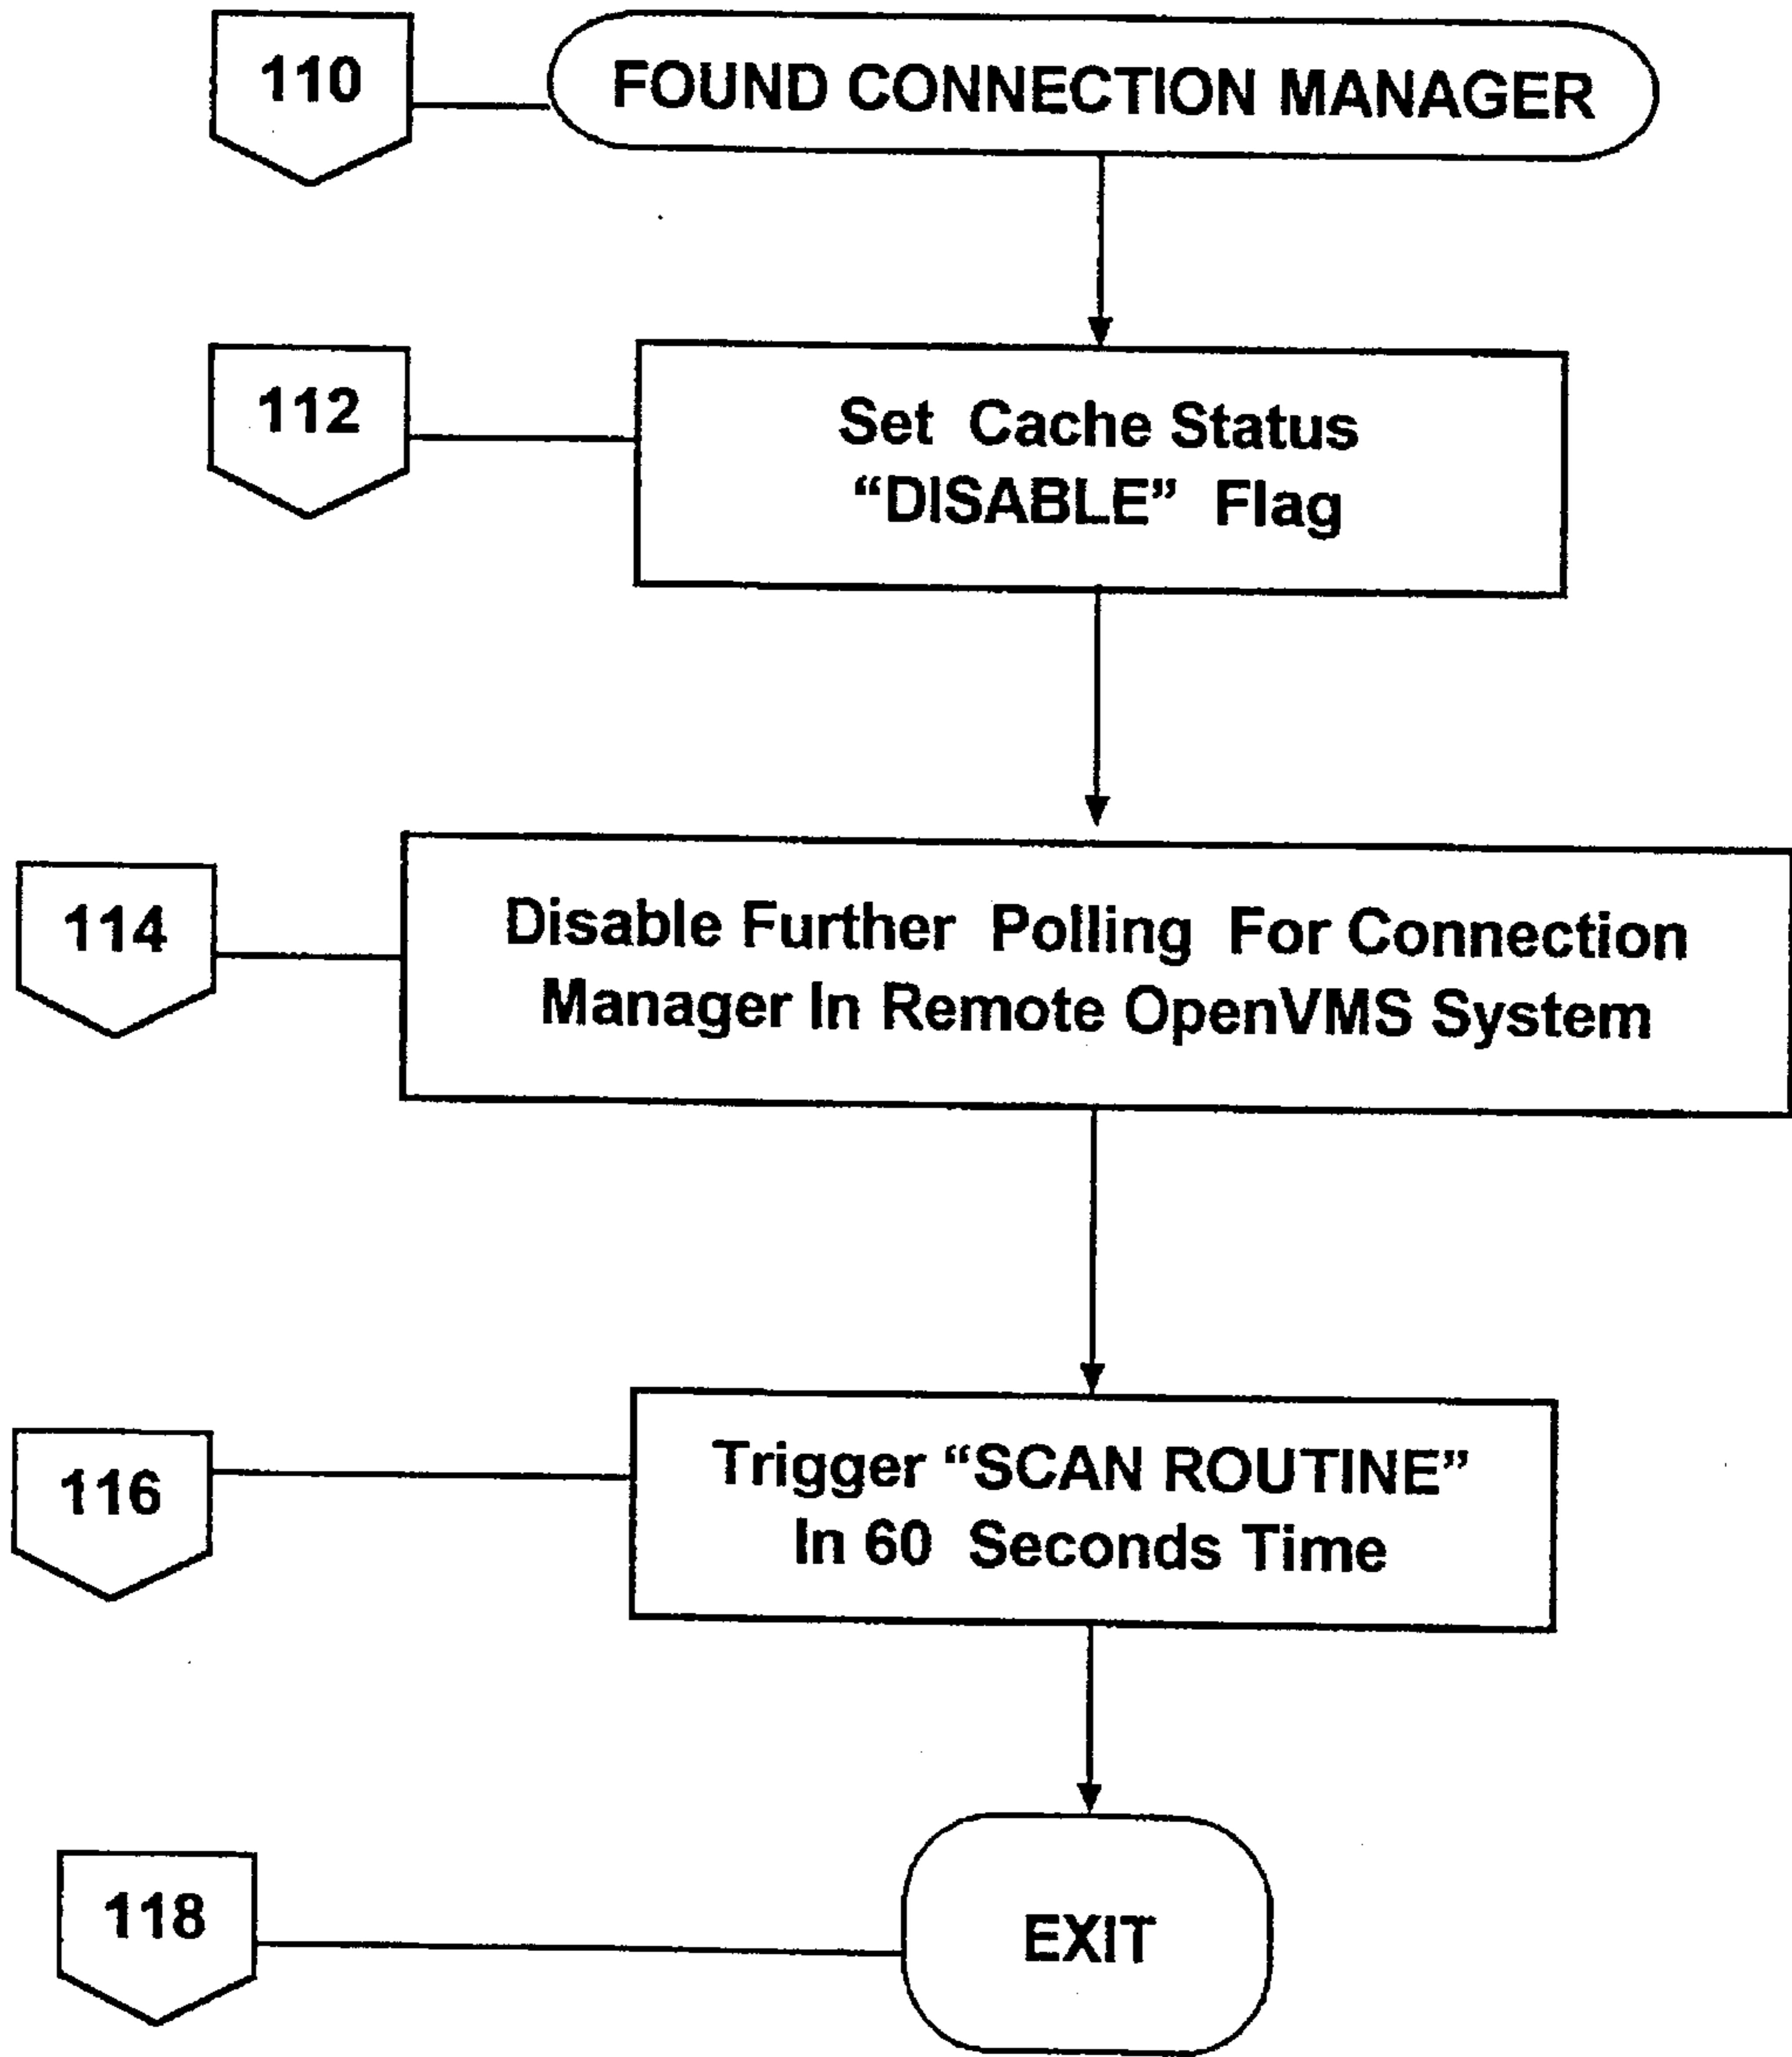 110
FOUND CONNECTION MANAGER
112
Set Cache Status
“DISABLE” Flag
114
Disable Further Polling For Connection
Manager In Remote OpenVMS System
116
Trigger “SCAN ROUTINE”
In 60 Seconds Time
118
EXIT